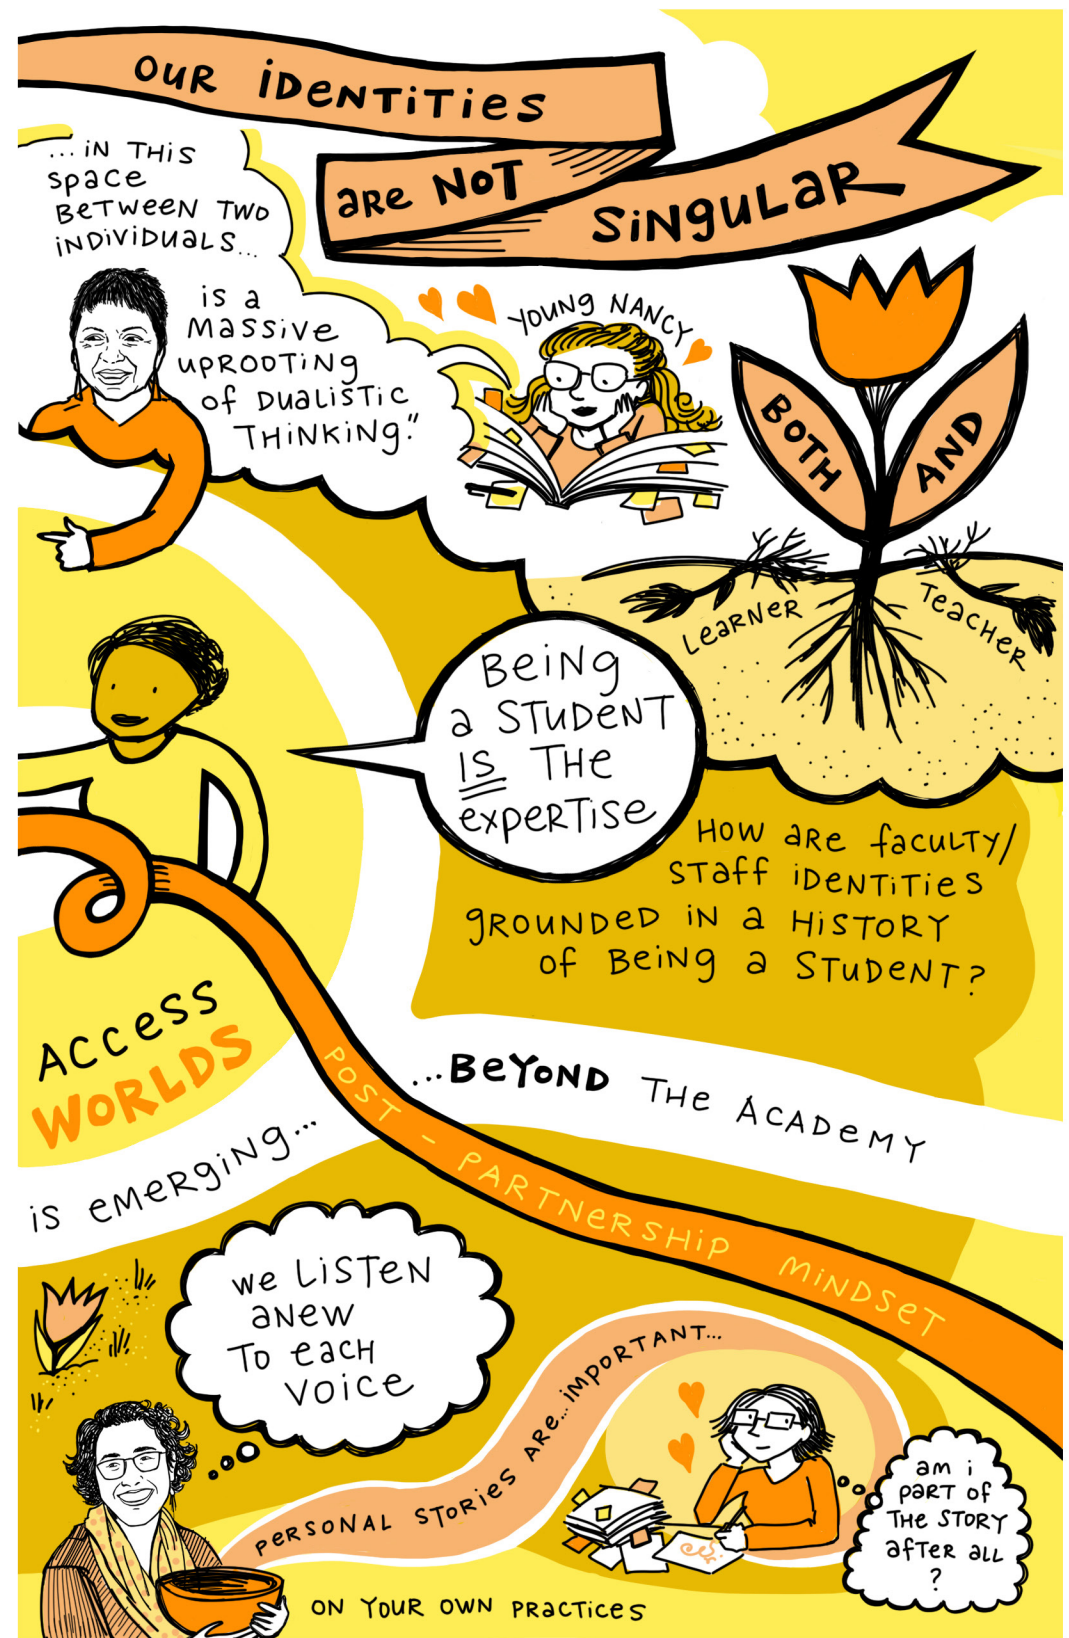 OUR iDENTiTies
are NOT
SiNguLaR
...iN THiS
space
BeTweeN TWO
iNDiViDuaLS...
is a
Massive
uprooTiNg
of DuaLisTic
THiNKiNg."
YOUNg NANCY
BOTH
AND
LeaRNeR
TeacHeR
BeiNg
a STuDeNT
IS THe
expeRTise
HOW aRe facuLTY/
STaff iDeNTiTies
gROuNDeD iN a HiSTORY
of BeiNg a STuDeNT?
ACCeSS
WORLDS
iS eMeRgiNg...
...BeYOND THe ACADeMY
POST - PARTNeRSHiP MiNDSeT
we LiSTeN
aNeW
To eacH
voice
PeRSONAL SToRies ARe...iMPORTANT...
am i
paRT of
THe SToRY
afTeR aLL
?
ON YOUR OWN PRacTices